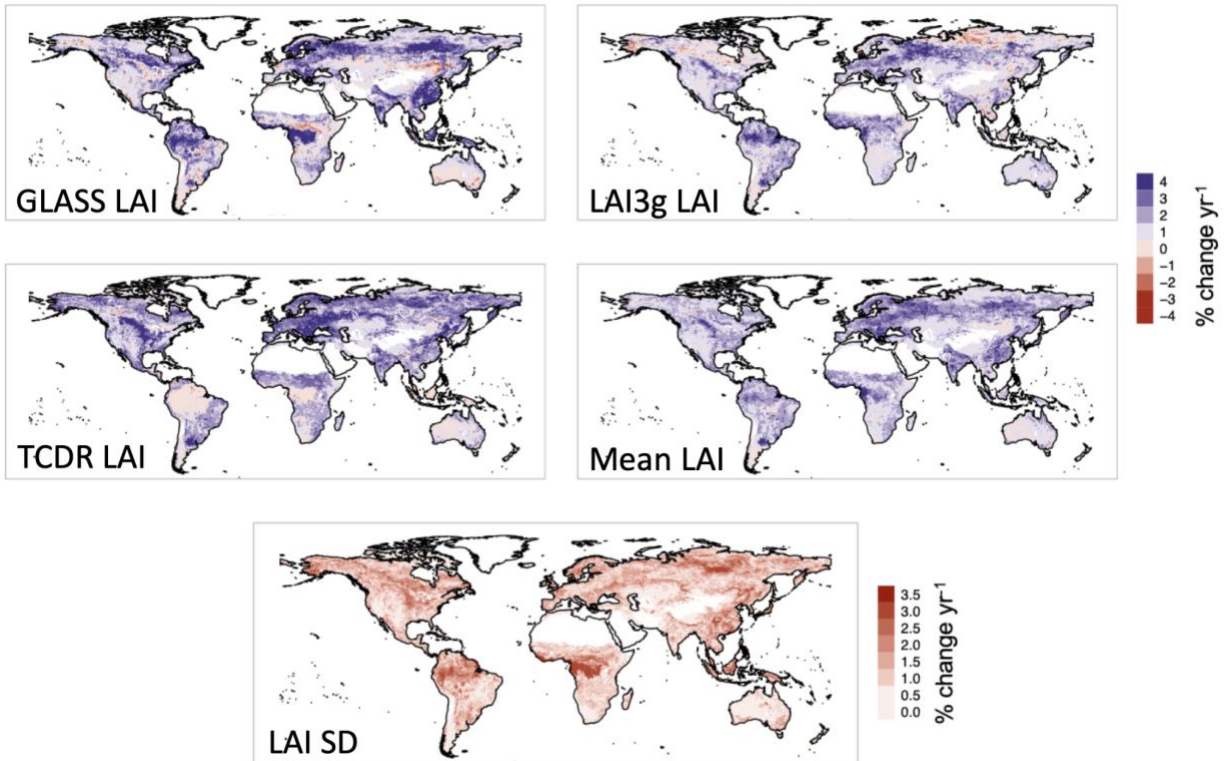 GLASS LAI
LAI3g LAI
4
3
2
1
0
−1
−2
−3
−4
% change yr⁻¹
TCDR LAI
Mean LAI
LAI SD
3.5
3.0
2.5
2.0
1.5
1.0
0.5
0.0
% change yr⁻¹